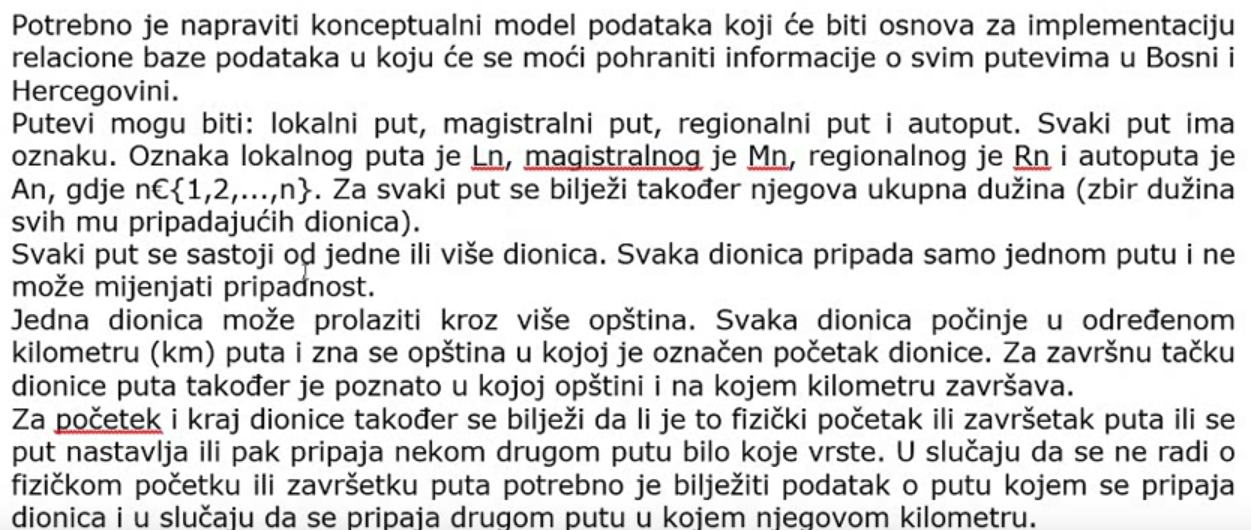 Potrebno je napraviti konceptualni model podataka koji će biti osnova za implementaciju
relacione baze podataka u koju će se moći pohraniti informacije o svim putevima u Bosni i
Hercegovini.
Putevi mogu biti: lokalni put, magistralni put, regionalni put i autoput. Svaki put ima
oznaku. Oznaka lokalnog puta je Ln, magistralnog je Mn, regionalnog je Rn i autoputa je
An, gdje n€{1,2,...,n}. Za svaki put se bilježi također njegova ukupna dužina (zbir dužina
svih mu pripadajućih dionica).
Svaki put se sastoji od jedne ili više dionica. Svaka dionica pripada samo jednom putu i ne
može mijenjati pripadnost.
Jedna dionica može prolaziti kroz više opština. Svaka dionica počinje u određenom
kilometru (km) puta i zna se opština u kojoj je označen početak dionice. Za završnu tačku
dionice puta također je poznato u kojoj opštini i na kojem kilometru završava.
Za početek i kraj dionice također se bilježi da li je to fizički početak ili završetak puta ili se
put nastavlja ili pak pripaja nekom drugom putu bilo koje vrste. U slučaju da se ne radi o
fizičkom početku ili završetku puta potrebno je bilježiti podatak o putu kojem se pripaja
dionica i u slučaju da se pripaja drugom putu u kojem njegovom kilometru.